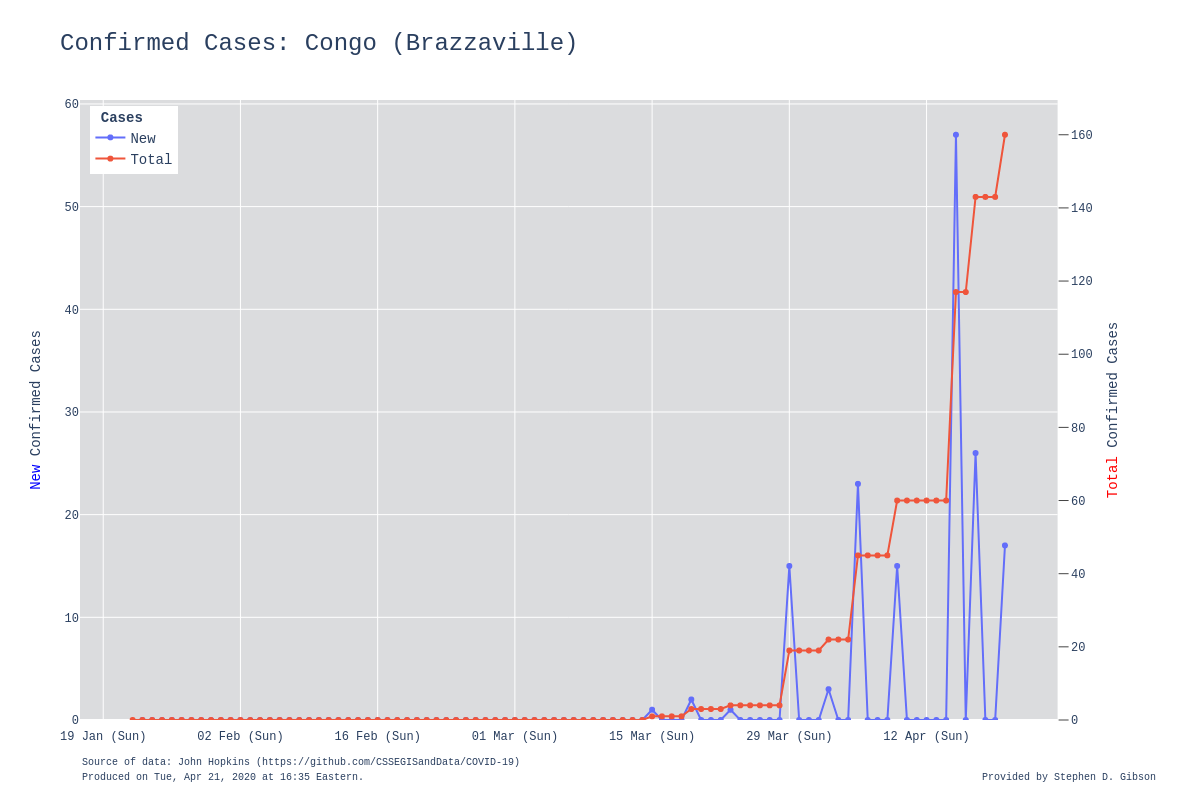 Confirmed Cases: Congo (Brazzaville)
Cases
New
Total
60
50
40
30
20
10
0
New Confirmed Cases
160
140
120
100
80
60
40
20
0
Total Confirmed Cases
19 Jan (Sun) 02 Feb (Sun) 16 Feb (Sun) 01 Mar (Sun) 15 Mar (Sun) 29 Mar (Sun) 12 Apr (Sun)
Source of data: John Hopkins (https://github.com/CSSEGISandData/COVID-19)
Produced on Tue, Apr 21, 2020 at 16:35 Eastern.
Provided by Stephen D. Gibson